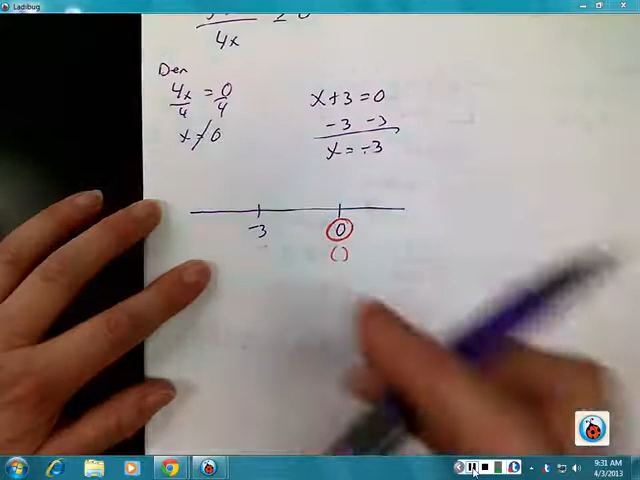 Ladibug
4x
≥ 0
Den
4x = 0
4 4
x ≠ 0
x + 3 = 0
-3 -3
x = -3
-3 0
( )
9:31 AM
4/3/2013